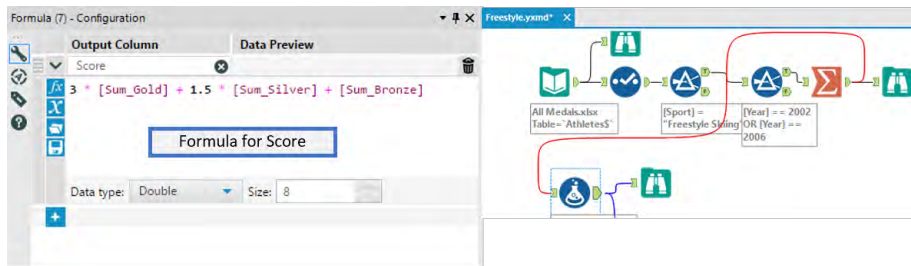 Formula (7) - Configuration
Output Column Data Preview
Score
3 * [Sum_Gold] + 1.5 * [Sum_Silver] + [Sum_Bronze]
Formula for Score
Data type: Double Size: 8
Freestyle.yxmd*
All Medals.xlsx
Table=`Athletes$`
[Sport] =
"Freestyle Skiing"
[Year] == 2002
OR [Year] ==
2006